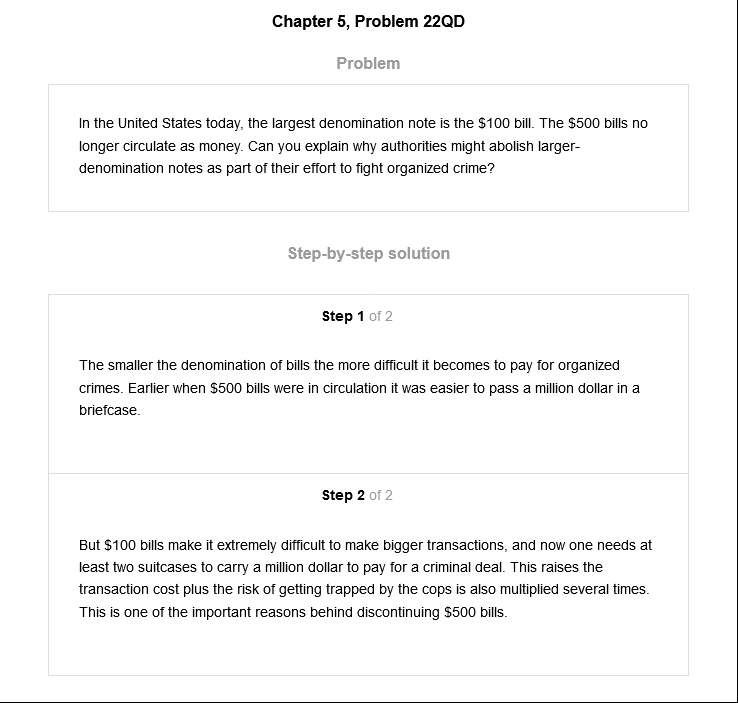 Chapter 5, Problem 22QD
Problem
In the United States today, the largest denomination note is the $100 bill. The $500 bills no
longer circulate as money. Can you explain why authorities might abolish larger-
denomination notes as part of their effort to fight organized crime?
Step-by-step solution
Step 1 of 2
The smaller the denomination of bills the more difficult it becomes to pay for organized
crimes. Earlier when $500 bills were in circulation it was easier to pass a million dollar in a
briefcase.
Step 2 of 2
But $100 bills make it extremely difficult to make bigger transactions, and now one needs at
least two suitcases to carry a million dollar to pay for a criminal deal. This raises the
transaction cost plus the risk of getting trapped by the cops is also multiplied several times.
This is one of the important reasons behind discontinuing $500 bills.